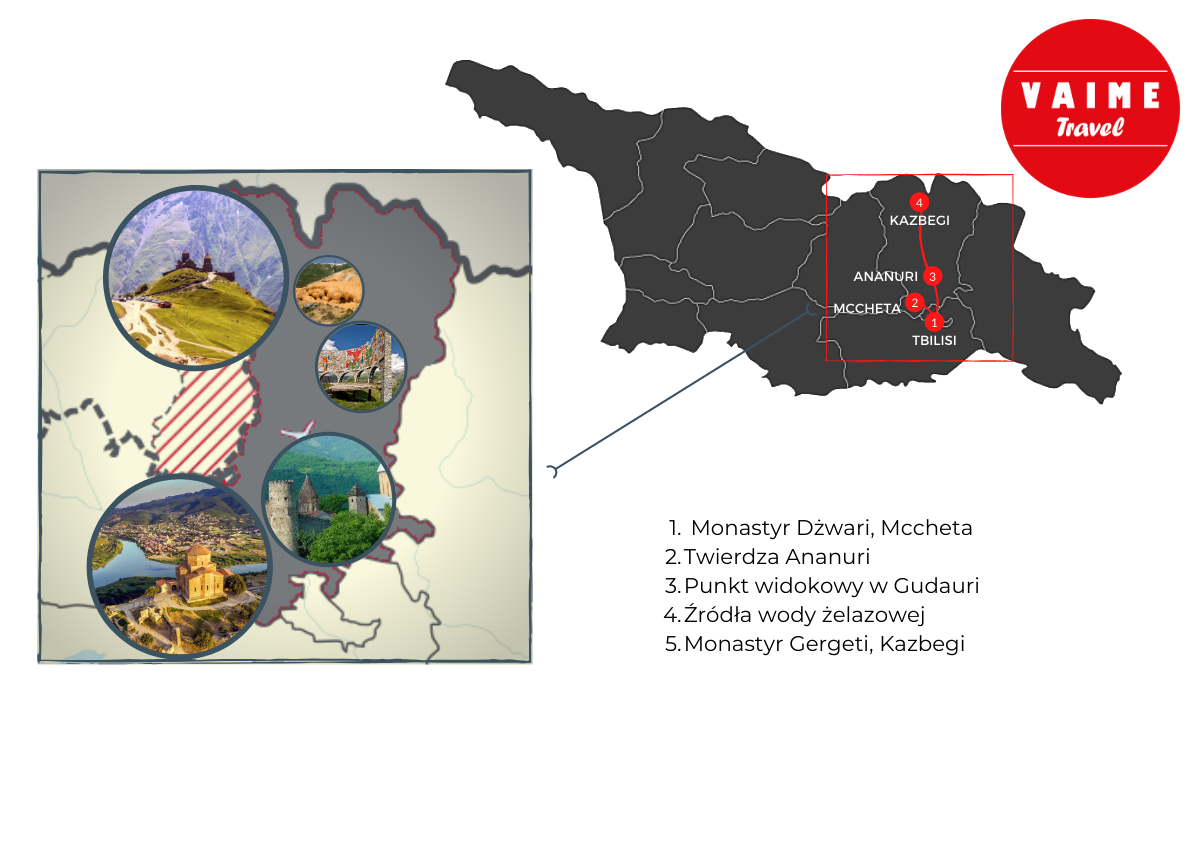 VAIME
Travel
4
KAZBEGI
ANANURI 3
MCCHETA 2
1
TBILISI
1. Monastyr Dżwari, Mccheta
2. Twierdza Ananuri
3. Punkt widokowy w Gudauri
4. Źródła wody żelazowej
5. Monastyr Gergeti, Kazbegi